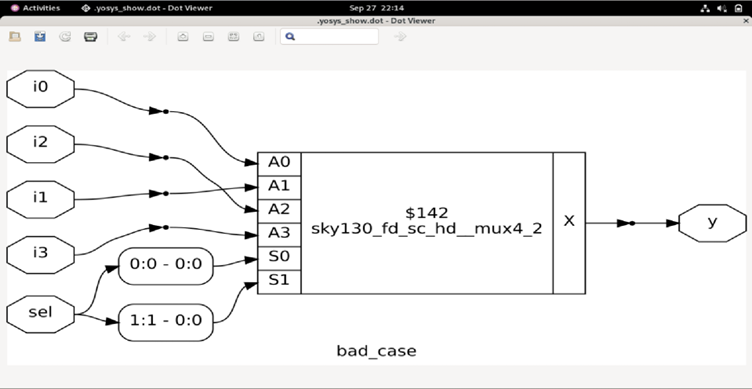 Activities
.yosys_show.dot - Dot Viewer
Sep 27 22:14
.yosys_show.dot - Dot Viewer
i0
i2
i1
i3
sel
0:0 - 0:0
1:1 - 0:0
A0
A1
A2
A3
S0
S1
$142
sky130_fd_sc_hd__mux4_2
X
y
bad_case